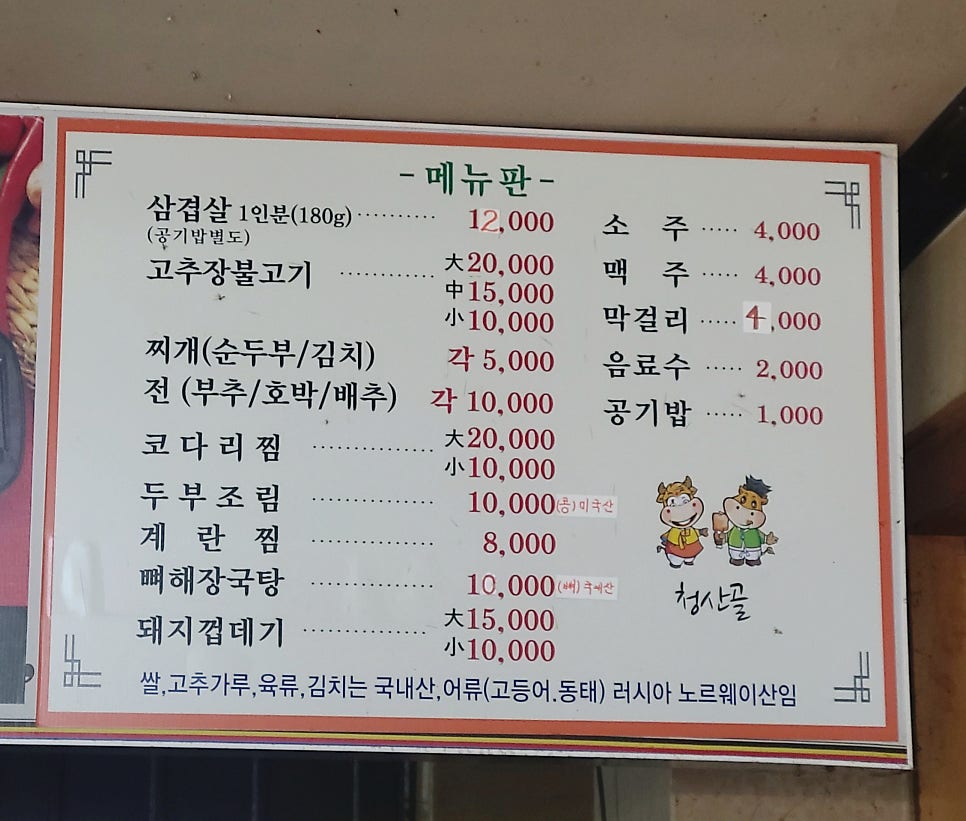 -메뉴판-
삼겹살 1인분(180g) ·········· 12,000
(공기밥별도)
고추장불고기 ············ 大20,000
中15,000
小10,000
찌개(순두부/김치) 각 5,000
전 (부추/호박/배추) 각 10,000
코다리찜 ················ 大20,000
小10,000
두부조림 ················ 10,000(콩)미국산
계란찜 ················ 8,000
뼈해장국탕 ················ 10,000(뼈)
돼지껍데기 ················ 大15,000
小10,000
소주 ····· 4,000
맥주 ····· 4,000
막걸리 ····· 4,000
음료수 ····· 2,000
공기밥 ····· 1,000
청산골
쌀,고추가루,육류,김치는 국내산,어류(고등어.동태) 러시아 노르웨이산임